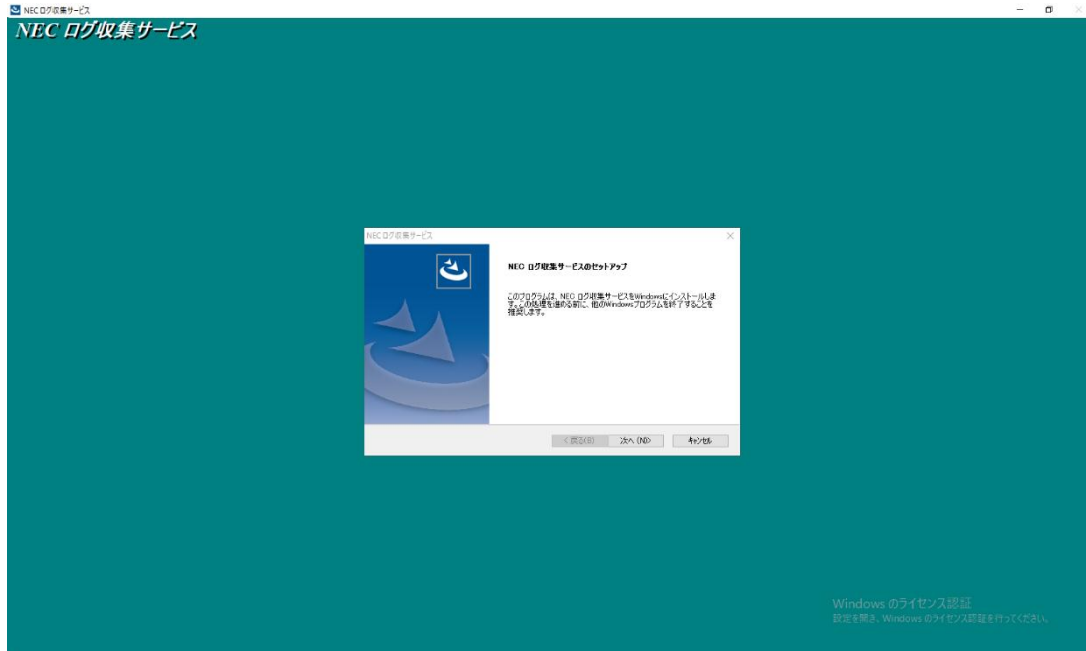 NEC ログ収集サービス
NEC ログ収集サービス
NEC ログ収集サービス
NEC ログ収集サービスのセットアップ
このプログラムは、NEC ログ収集サービスをWindowsにインストールしま
す。この処理を進める前に、他のWindowsプログラムを終了することを
推奨します。
< 戻る(B)
次へ (N)>
キャンセル
Windows のライセンス認証
設定を開き、Windows のライセンス認証を行ってください。